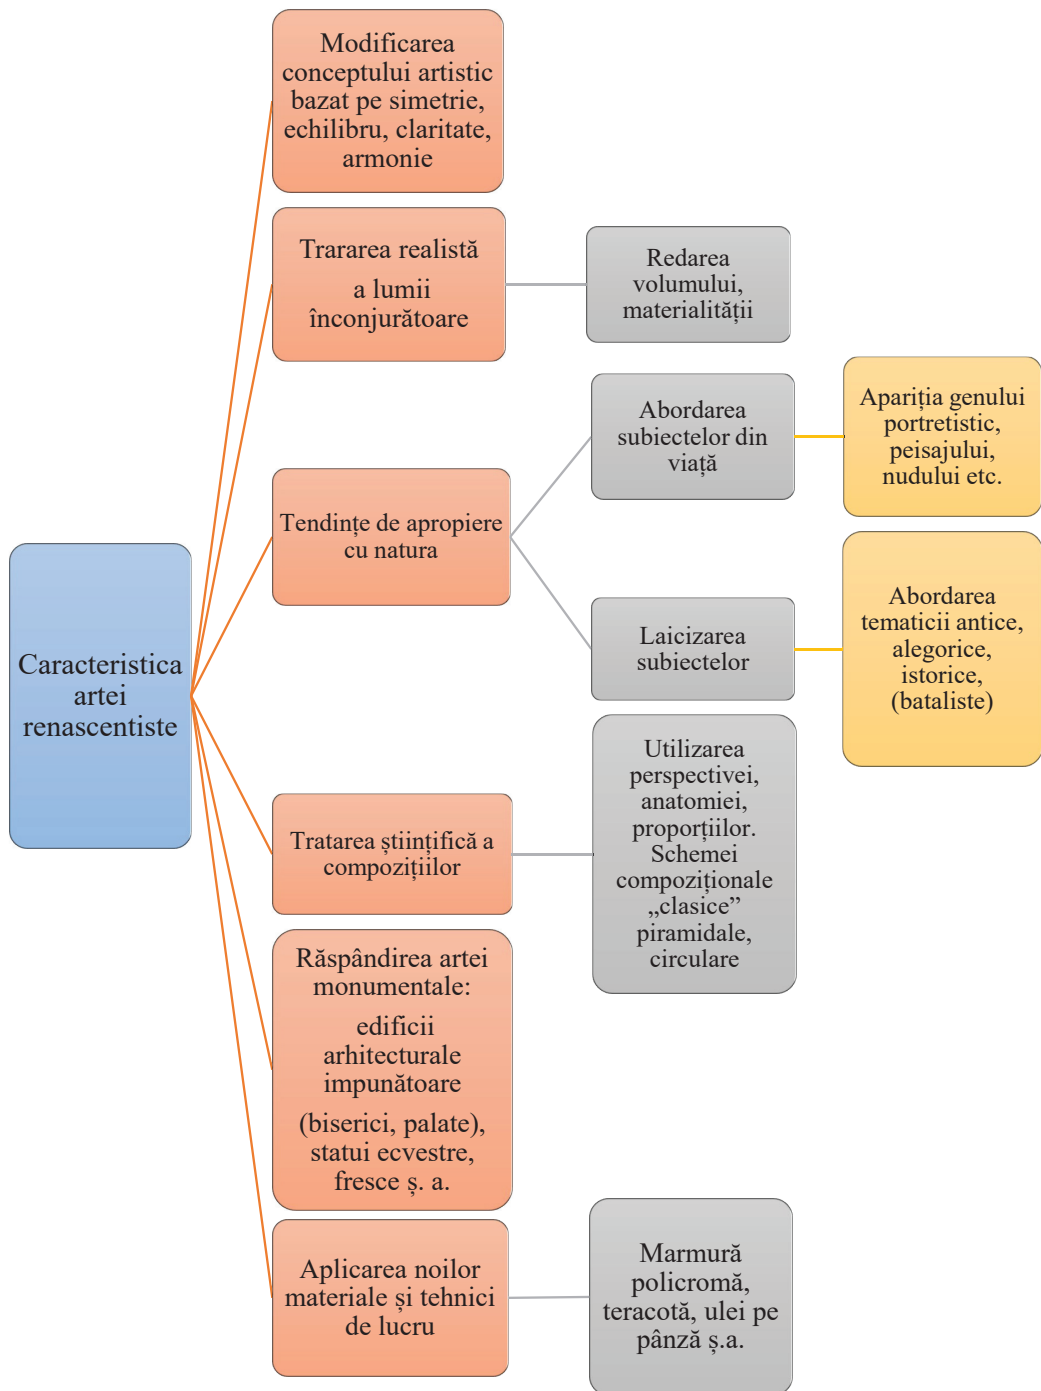 Modificarea
conceptului artistic
bazat pe simetrie,
echilibru, claritate,
armonie
Trararea realistă
a lumii
înconjurătoare
Redarea
volumului,
materialității
Abordarea
subiectelor din
viață
Apariția genului
portretistic,
peisajului,
nudului etc.
Tendințe de apropiere
cu natura
Laicizarea
subiectelor
Abordarea
tematicii antice,
alegorice,
istorice,
(bataliste)
Caracteristica
artei
renascentiste
Tratarea științifică a
compozițiilor
Utilizarea
perspectivei,
anatomiei,
proporțiilor.
Schemei
compoziționale
„clasice”
piramidale,
circulare
Răspândirea artei
monumentale:
edificii
arhitecturale
impunătoare
(biserici, palate),
statui ecvestre,
fresce ș. a.
Aplicarea noilor
materiale și tehnici
de lucru
Marmură
policromă,
teracotă, ulei pe
pânză ș.a.